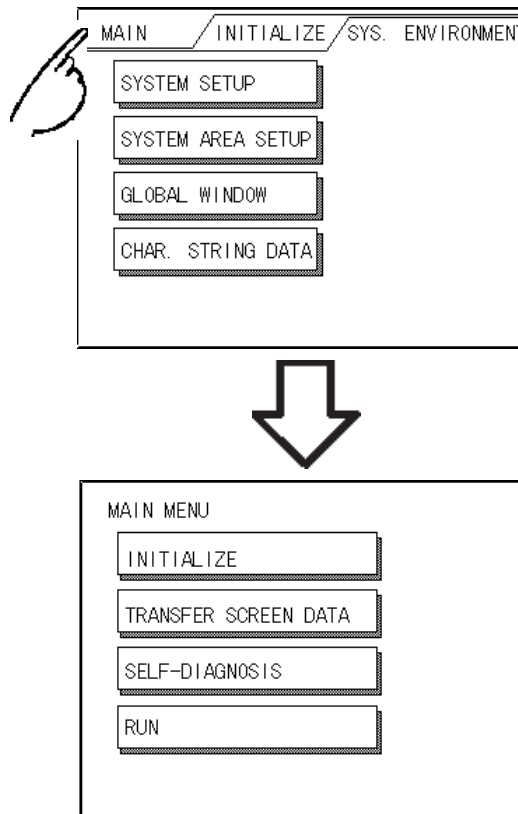 MAIN INITIALIZE SYS. ENVIRONMENT
SYSTEM SETUP
SYSTEM AREA SETUP
GLOBAL WINDOW
CHAR. STRING DATA
MAIN MENU
INITIALIZE
TRANSFER SCREEN DATA
SELF-DIAGNOSIS
RUN